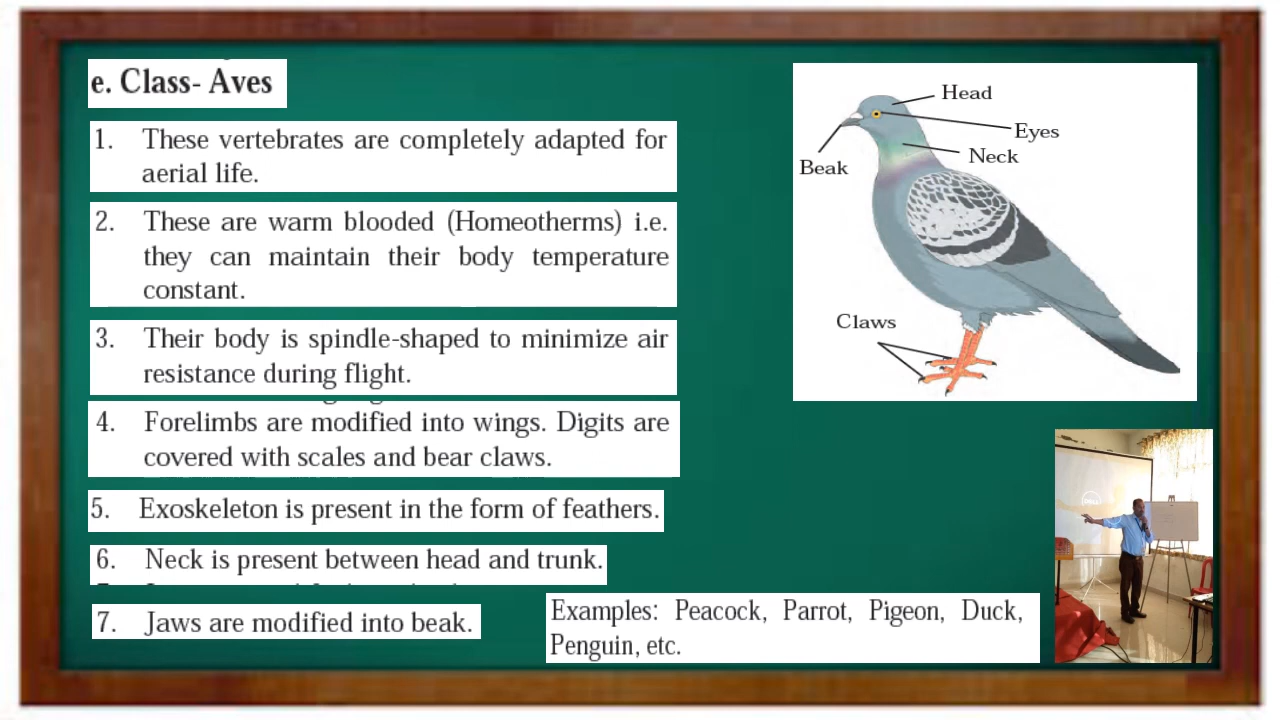 e. Class- Aves
1. These vertebrates are completely adapted for
aerial life.
2. These are warm blooded (Homeotherms) i.e.
they can maintain their body temperature
constant.
3. Their body is spindle-shaped to minimize air
resistance during flight.
4. Forelimbs are modified into wings. Digits are
covered with scales and bear claws.
5. Exoskeleton is present in the form of feathers.
6. Neck is present between head and trunk.
7. Jaws are modified into beak.
Examples: Peacock, Parrot, Pigeon, Duck,
Penguin, etc.
Head
Eyes
Neck
Beak
Claws